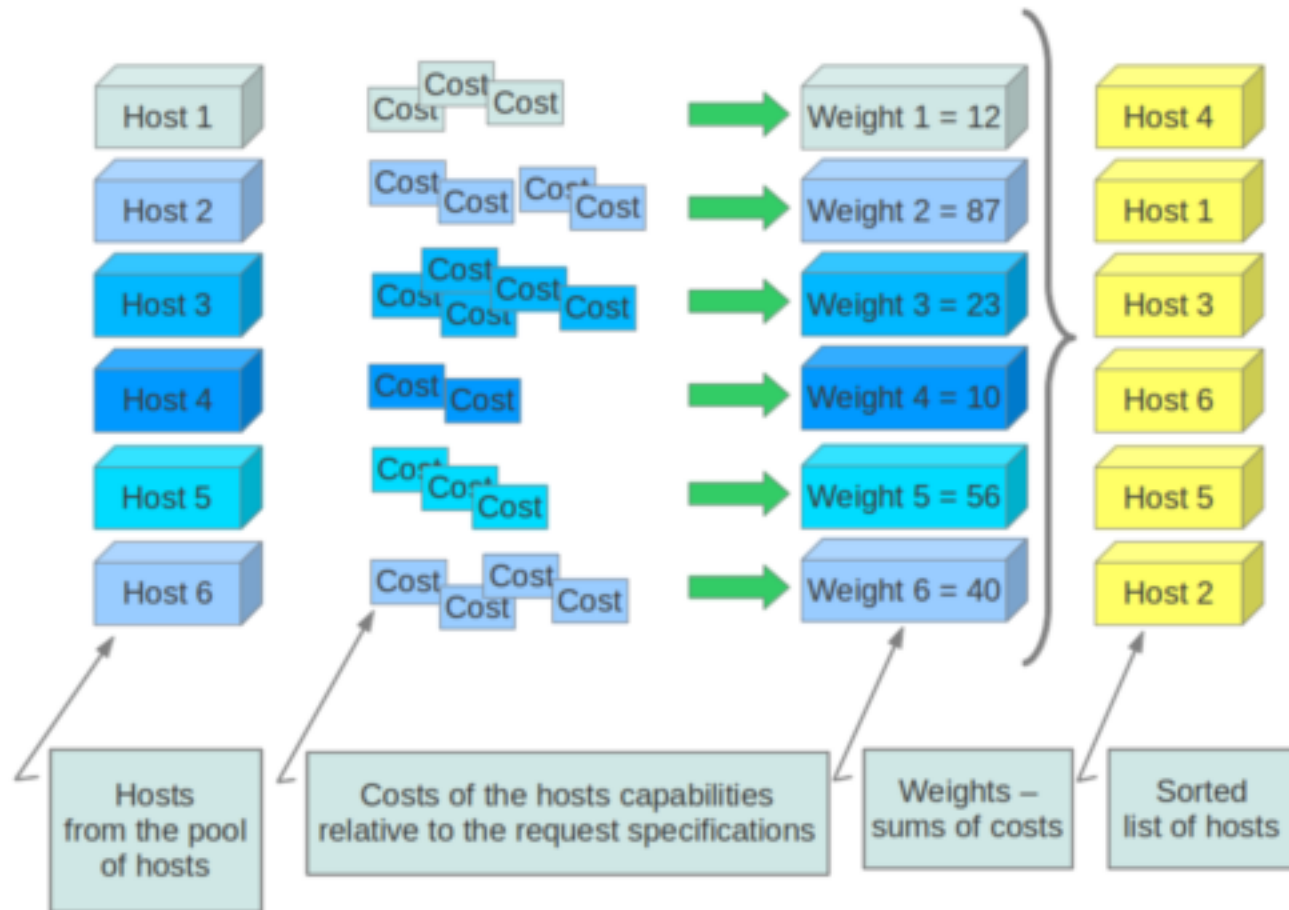 Host 1
Cost
Cost
Cost
Weight 1 = 12
Host 4
Host 2
Cost
Cost
Cost
Cost
Weight 2 = 87
Host 1
Host 3
Cost
Cost
Cost
Cost
Cost
Weight 3 = 23
Host 3
Host 4
Cost
Cost
Weight 4 = 10
Host 6
Host 5
Cost
Cost
Cost
Weight 5 = 56
Host 5
Host 6
Cost
Cost
Cost
Cost
Weight 6 = 40
Host 2
Hosts
from the pool
of hosts
Costs of the hosts capabilities
relative to the request specifications
Weights –
sums of costs
Sorted
list of hosts